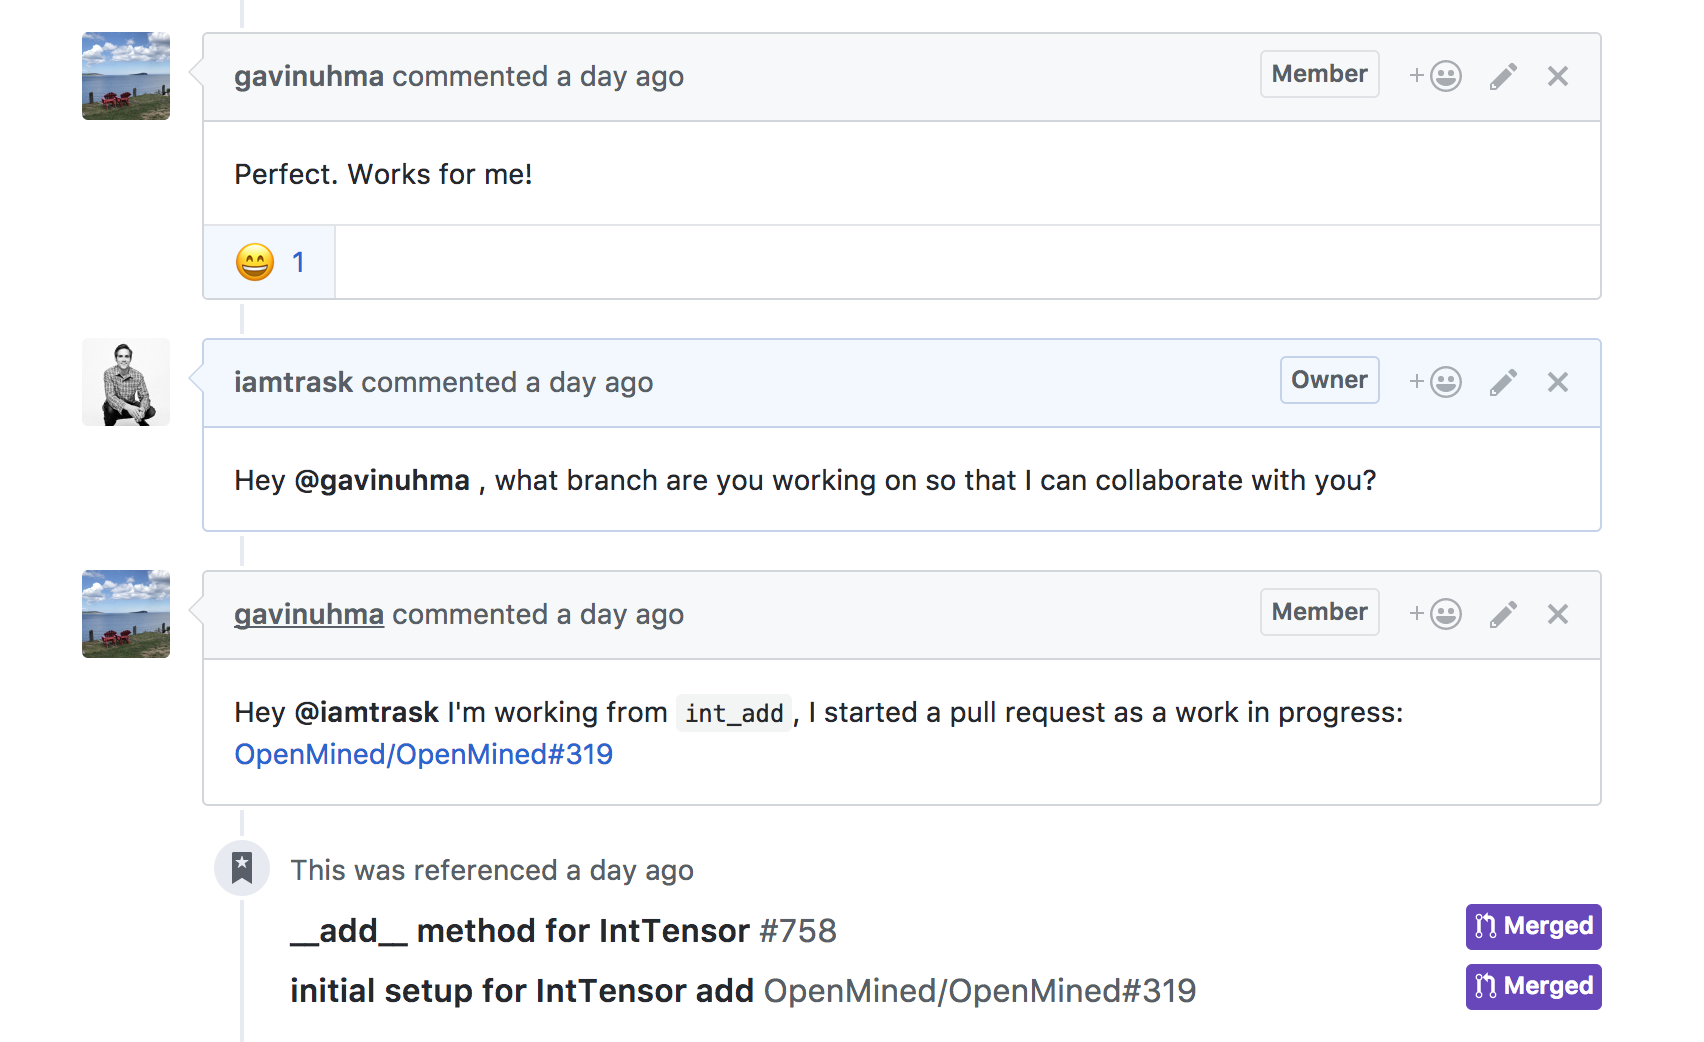 gavinuhma commented a day ago Member
Perfect. Works for me!
😄 1
iamtrask commented a day ago Owner
Hey @gavinuhma , what branch are you working on so that I can collaborate with you?
gavinuhma commented a day ago Member
Hey @iamtrask I'm working from int_add, I started a pull request as a work in progress:
OpenMined/OpenMined#319
This was referenced a day ago
__add__ method for IntTensor #758 Merged
initial setup for IntTensor add OpenMined/OpenMined#319 Merged